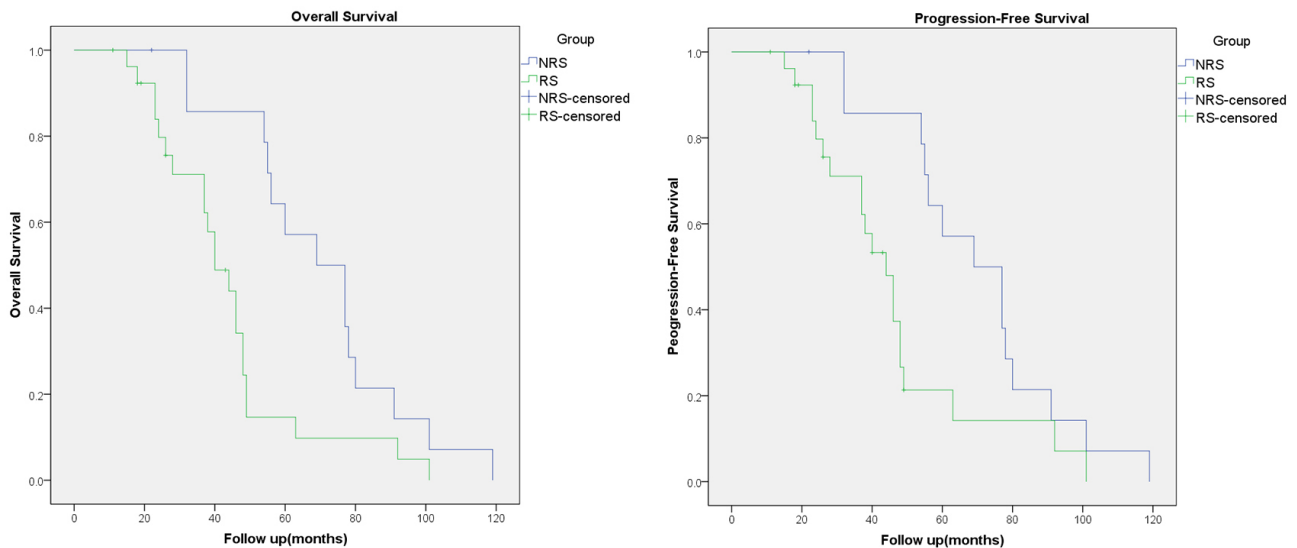 Overall Survival
Overall Survival
1.0
0.8
0.6
0.4
0.2
0.0
0 20 40 60 80 100 120
Follow up(months)
Group
NRS
RS
NRS-censored
RS-censored
Progression-Free Survival
Peogression-Free Survival
1.0
0.8
0.6
0.4
0.2
0.0
0 20 40 60 80 100 120
Follow up(months)
Group
NRS
RS
NRS-censored
RS-censored